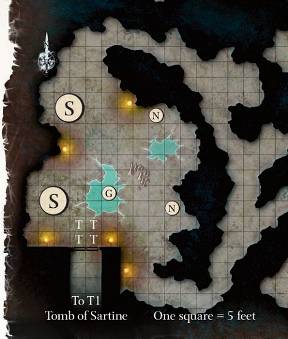 S
N
S
G
N
T T
T T
To T1
Tomb of Sartine
One square = 5 feet